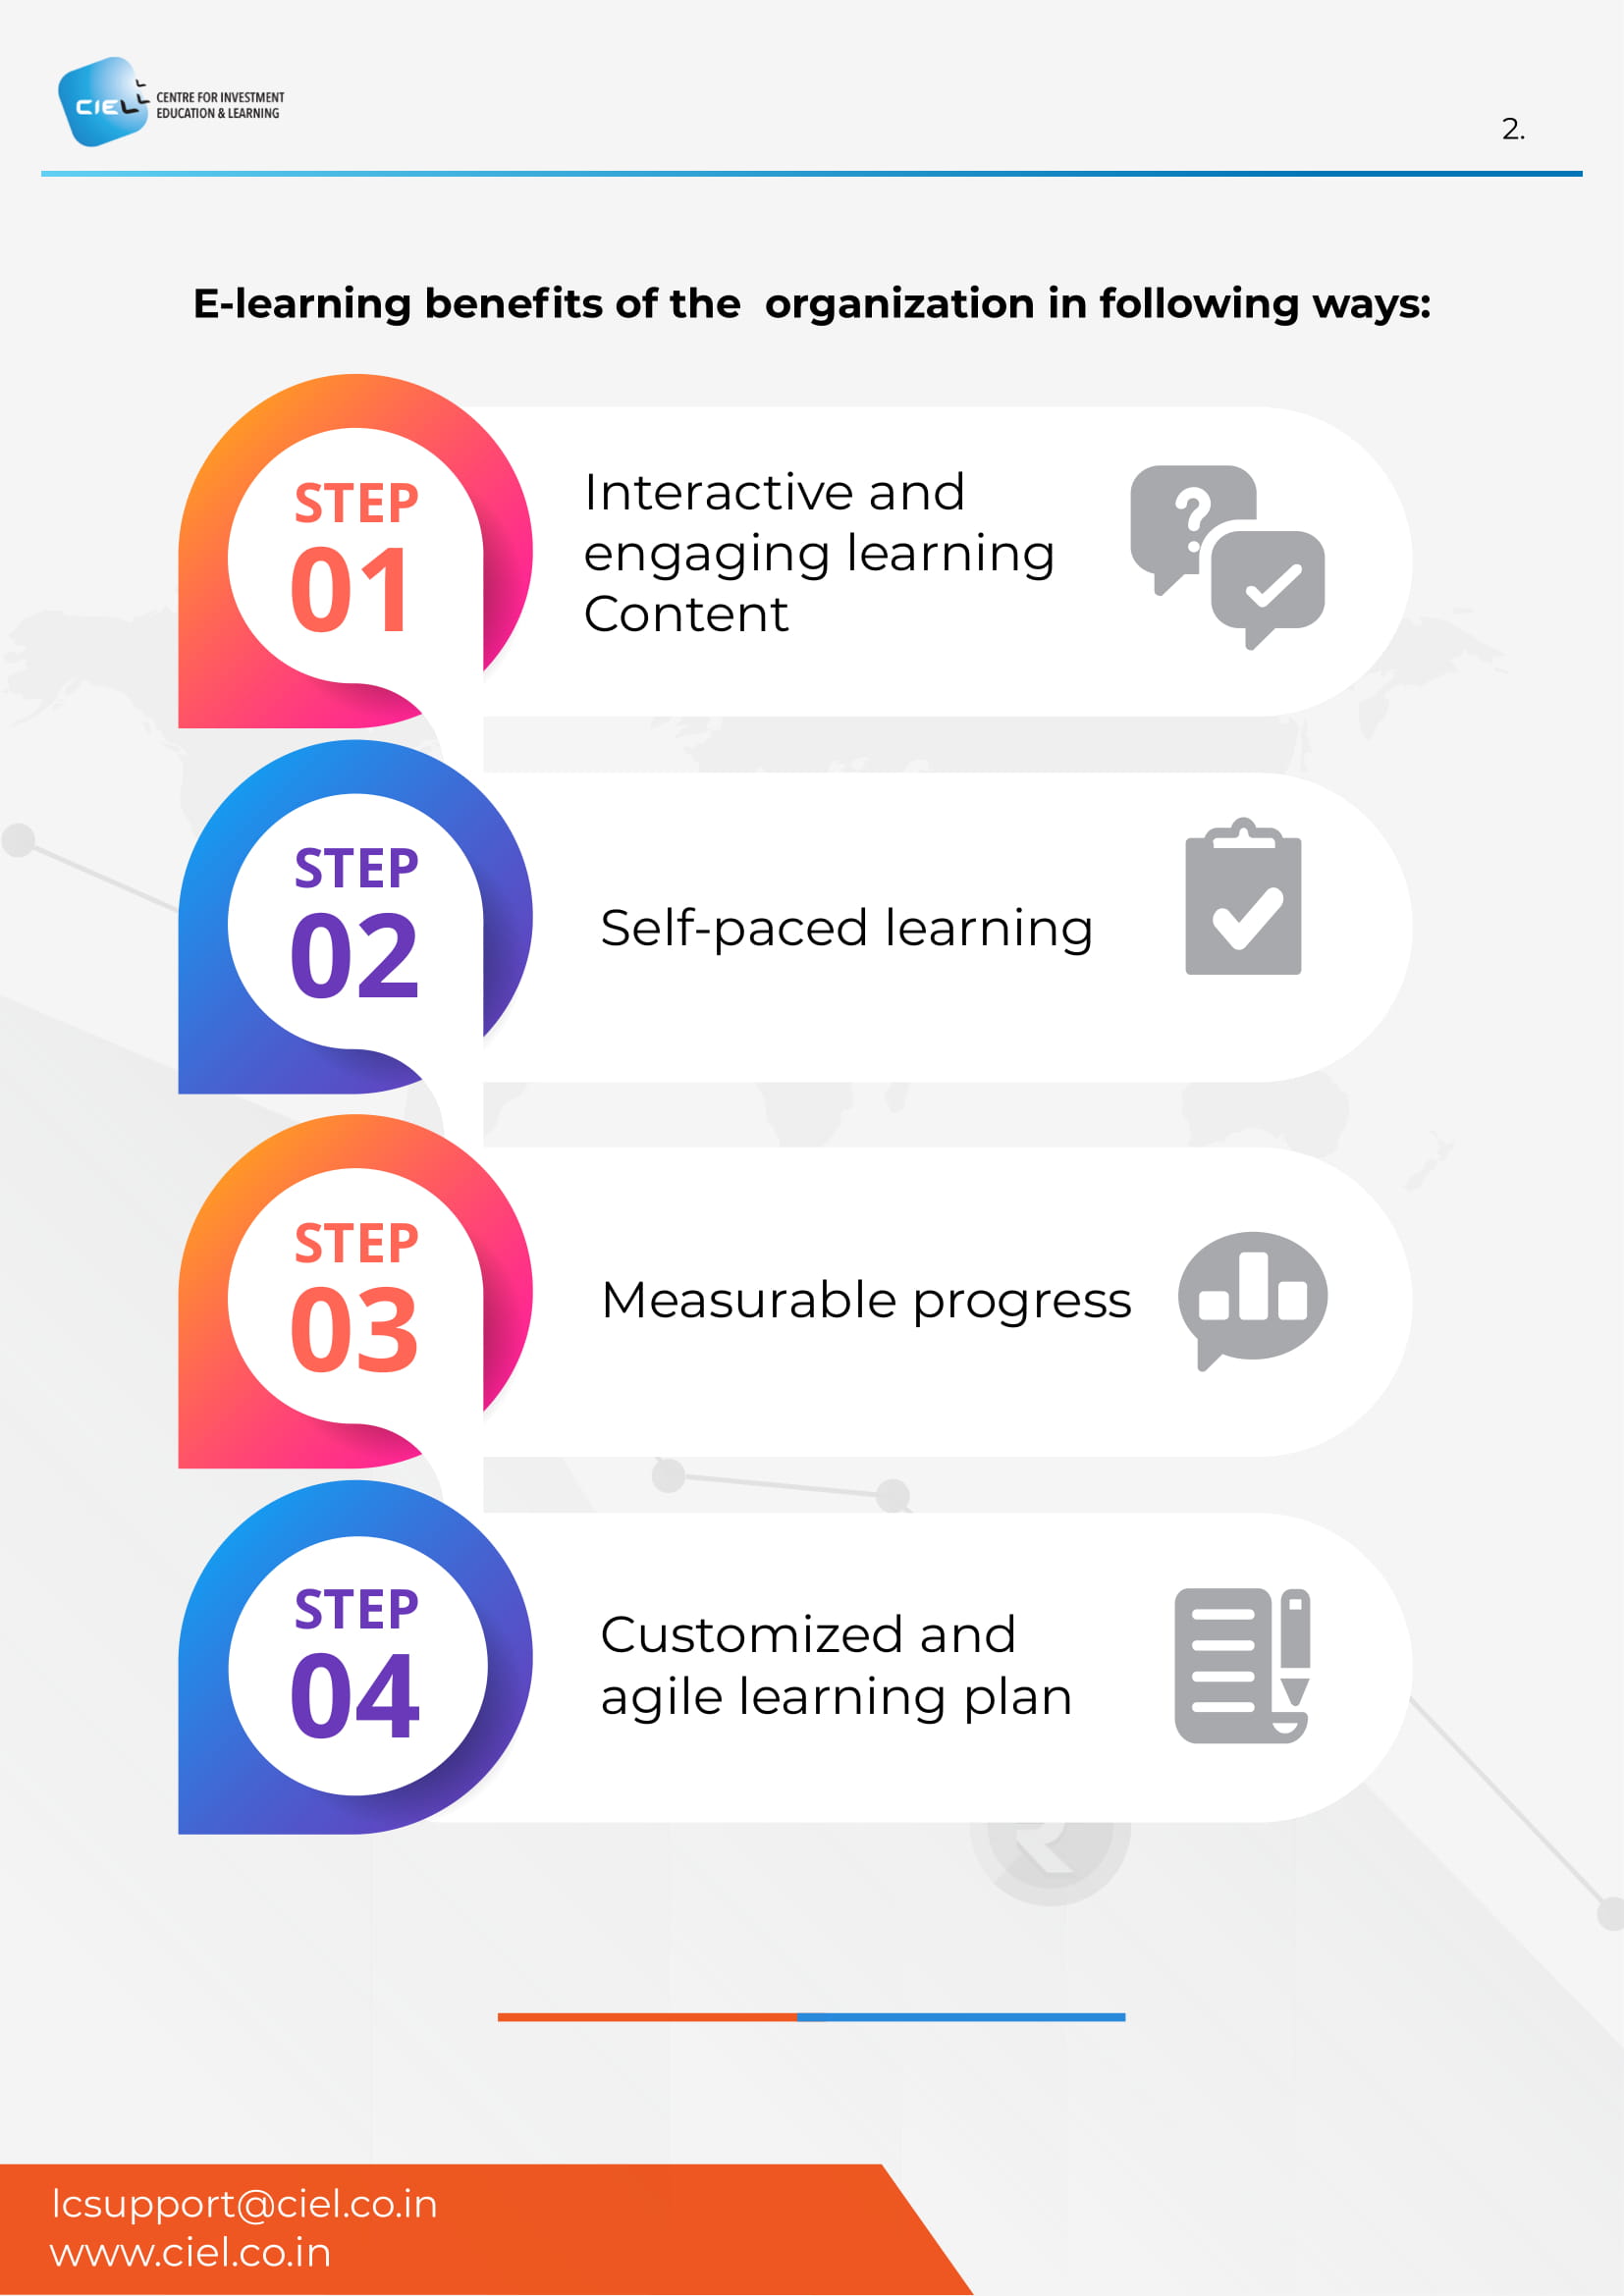 CIEL
CENTRE FOR INVESTMENT
EDUCATION & LEARNING
2.
E-learning benefits of the  organization in following ways:
STEP
01
Interactive and
engaging learning
Content
STEP
02
Self-paced learning
STEP
03
Measurable progress
STEP
04
Customized and
agile learning plan
lcsupport@ciel.co.in
www.ciel.co.in